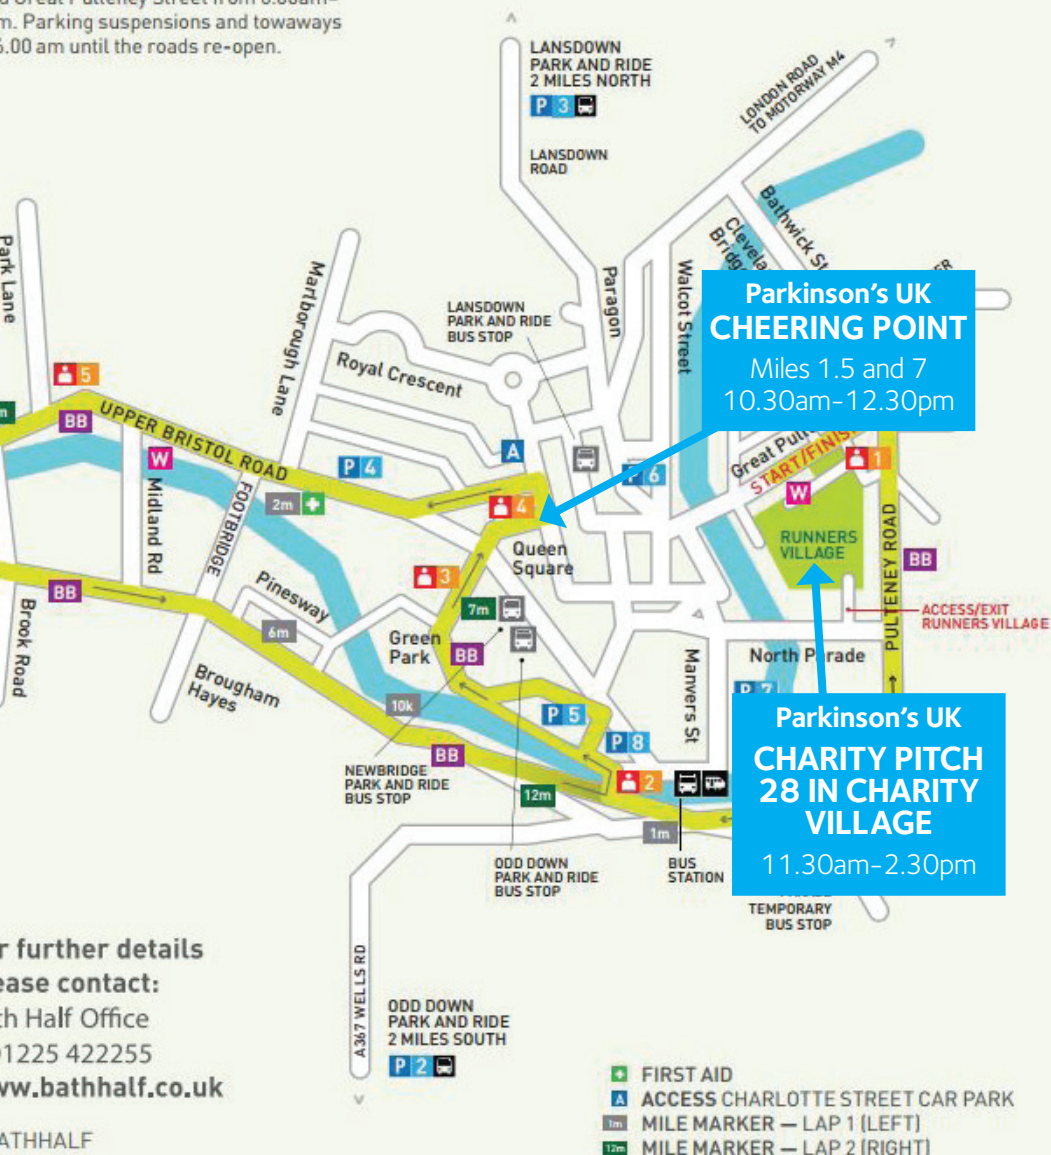 Great Pulteney Street from
m. Parking suspensions and towaways
6.00 am until the roads re-open.
LANSDOWN
PARK AND RIDE
2 MILES NORTH
P 3
LANSDOWN
ROAD
LONDON ROAD
TO MOTORWAY M4
Park Lane
Marlborough Lane
LANSDOWN
PARK AND RIDE
BUS STOP
Royal Crescent
Paragon
Walcot Street
Bathwick St
Bridge
Parkinson's UK
CHEERING POINT
Miles 1.5 and 7
10.30am-12.30pm
5
BB
UPPER BRISTOL ROAD
W
P 4
A
P 6
Great
START/FINISH
1
W
2m
4
Midland Rd
FOOTBRIDGE
Queen
Square
RUNNERS
VILLAGE
PULTENEY ROAD
BB
3
BB
Pinesway
7m
ACCESS/EXIT
RUNNERS VILLAGE
Brook Road
6m
Green
Park
BB
North Parade
Manvers St
P 7
Brougham
Hayes
10k
P 5
P 8
BB
NEWBRIDGE
PARK AND RIDE
BUS STOP
12m
2
1m
Parkinson's UK
CHARITY PITCH
28 IN CHARITY
VILLAGE
11.30am-2.30pm
ODD DOWN
PARK AND RIDE
BUS STOP
BUS
STATION
TEMPORARY
BUS STOP
r further details
ease contact:
th Half Office
01225 422255
ww.bathhalf.co.uk
ATHHALF
A367 WELLS RD
ODD DOWN
PARK AND RIDE
2 MILES SOUTH
P 2
FIRST AID
A ACCESS CHARLOTTE STREET CAR PARK
1m MILE MARKER — LAP 1 (LEFT)
12m MILE MARKER — LAP 2 (RIGHT)